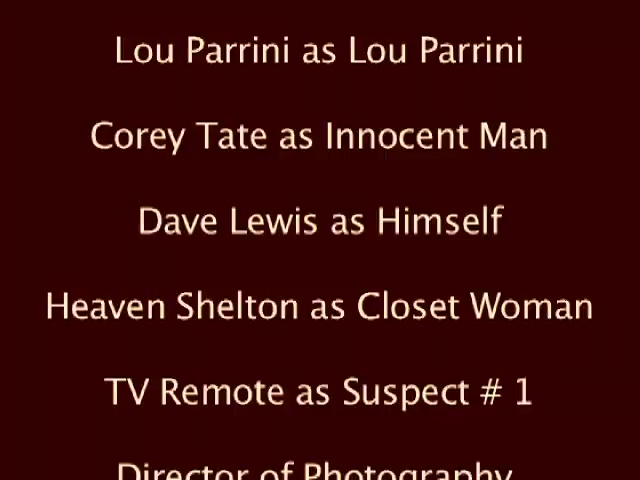 Lou Parrini as Lou Parrini
Corey Tate as Innocent Man
Dave Lewis as Himself
Heaven Shelton as Closet Woman
TV Remote as Suspect # 1
Director of Photography